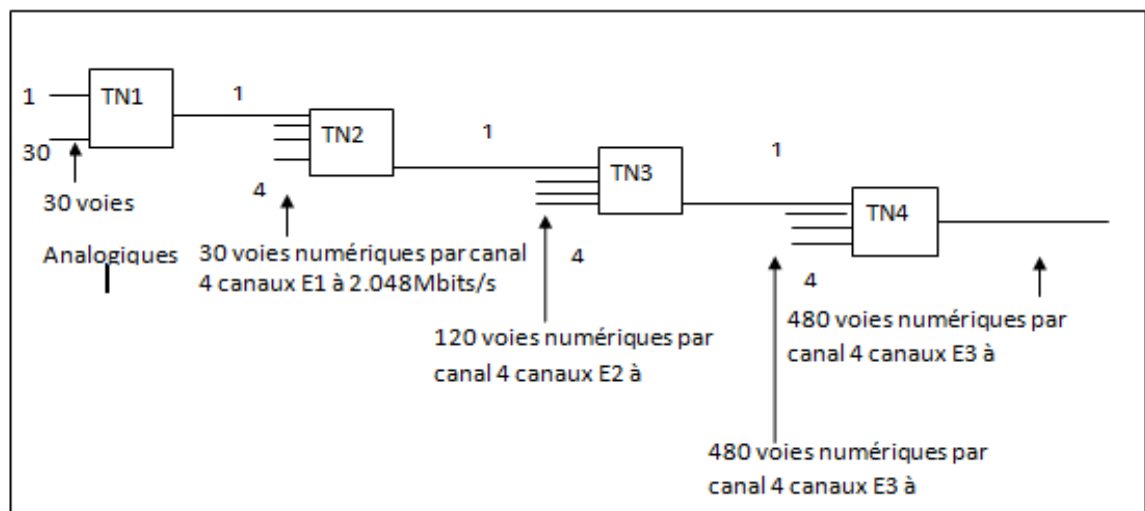 1
30
TN1
30 voies
Analogiques
1
TN2
4
30 voies numériques par canal
4 canaux E1 à 2.048Mbits/s
1
TN3
4
120 voies numériques par
canal 4 canaux E2 à
1
TN4
4
480 voies numériques par
canal 4 canaux E3 à
480 voies numériques par
canal 4 canaux E3 à